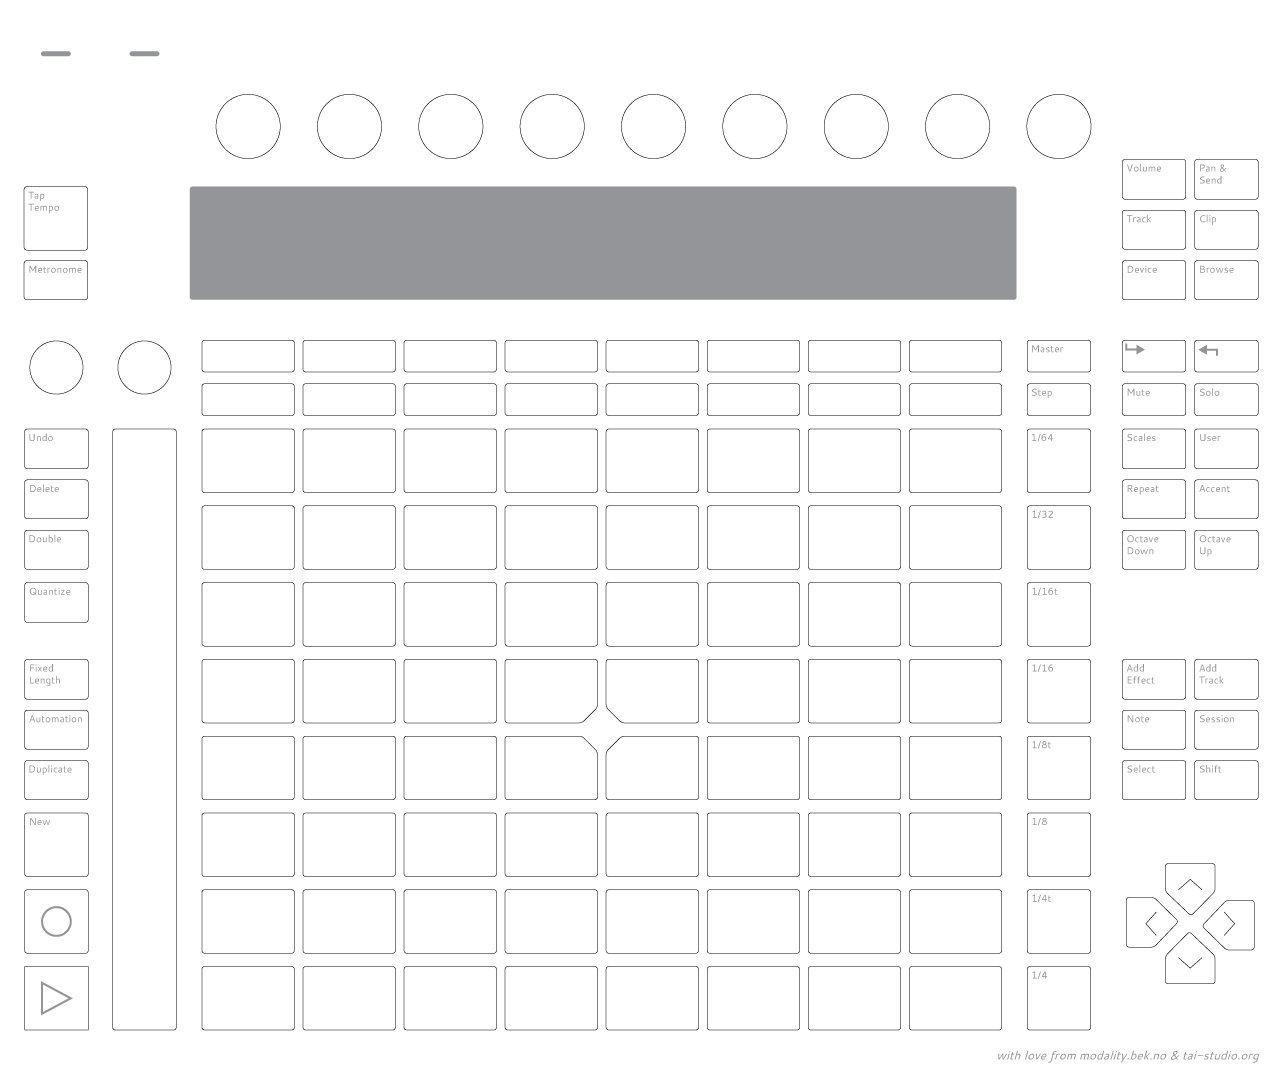 Volume
Pan &
Send
Tap
Tempo
Track
Clip
Metronome
Device
Browse
Master
Step
Mute
Solo
Undo
1/64
Scales
User
Delete
Repeat
Accent
1/32
Double
Octave
Down
Octave
Up
Quantize
1/16t
Fixed
Length
1/16
Add
Effect
Add
Track
Automation
Note
Session
1/8t
Duplicate
Select
Shift
New
1/8
1/4t
1/4
with love from modality.bek.no & tai-studio.org